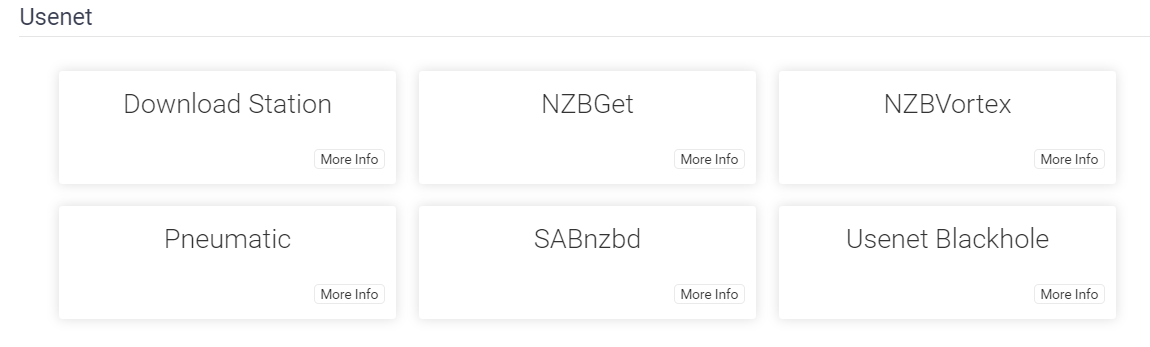 Usenet
Download Station
More Info
NZBGet
More Info
NZBVortex
More Info
Pneumatic
More Info
SABnzbd
More Info
Usenet Blackhole
More Info